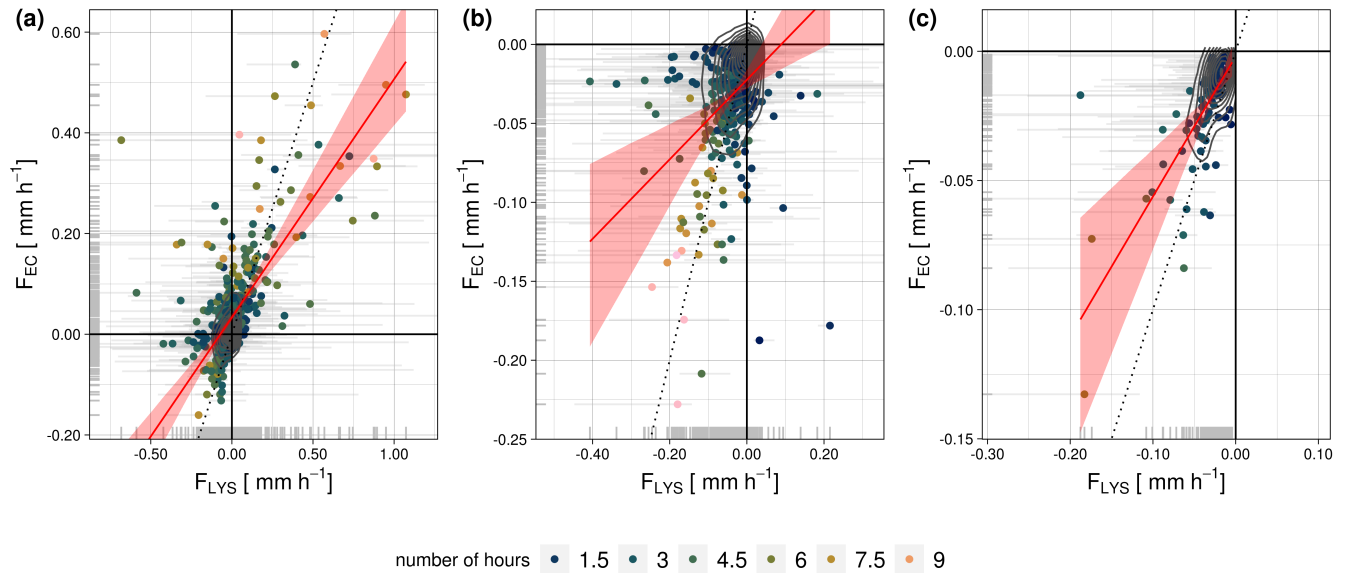 (a)
0.60
0.40
0.20
0.00
-0.20
F_EC [ mm h⁻¹]
-0.50 0.00 0.50 1.00
F_LYS [ mm h⁻¹]
(b)
0.00
-0.05
-0.10
-0.15
-0.20
-0.25
F_EC [ mm h⁻¹]
-0.40 -0.20 0.00 0.20
F_LYS [ mm h⁻¹]
(c)
0.00
-0.05
-0.10
-0.15
F_EC [ mm h⁻¹]
-0.30 -0.20 -0.10 0.00 0.10
F_LYS [ mm h⁻¹]
number of hours 1.5 3 4.5 6 7.5 9